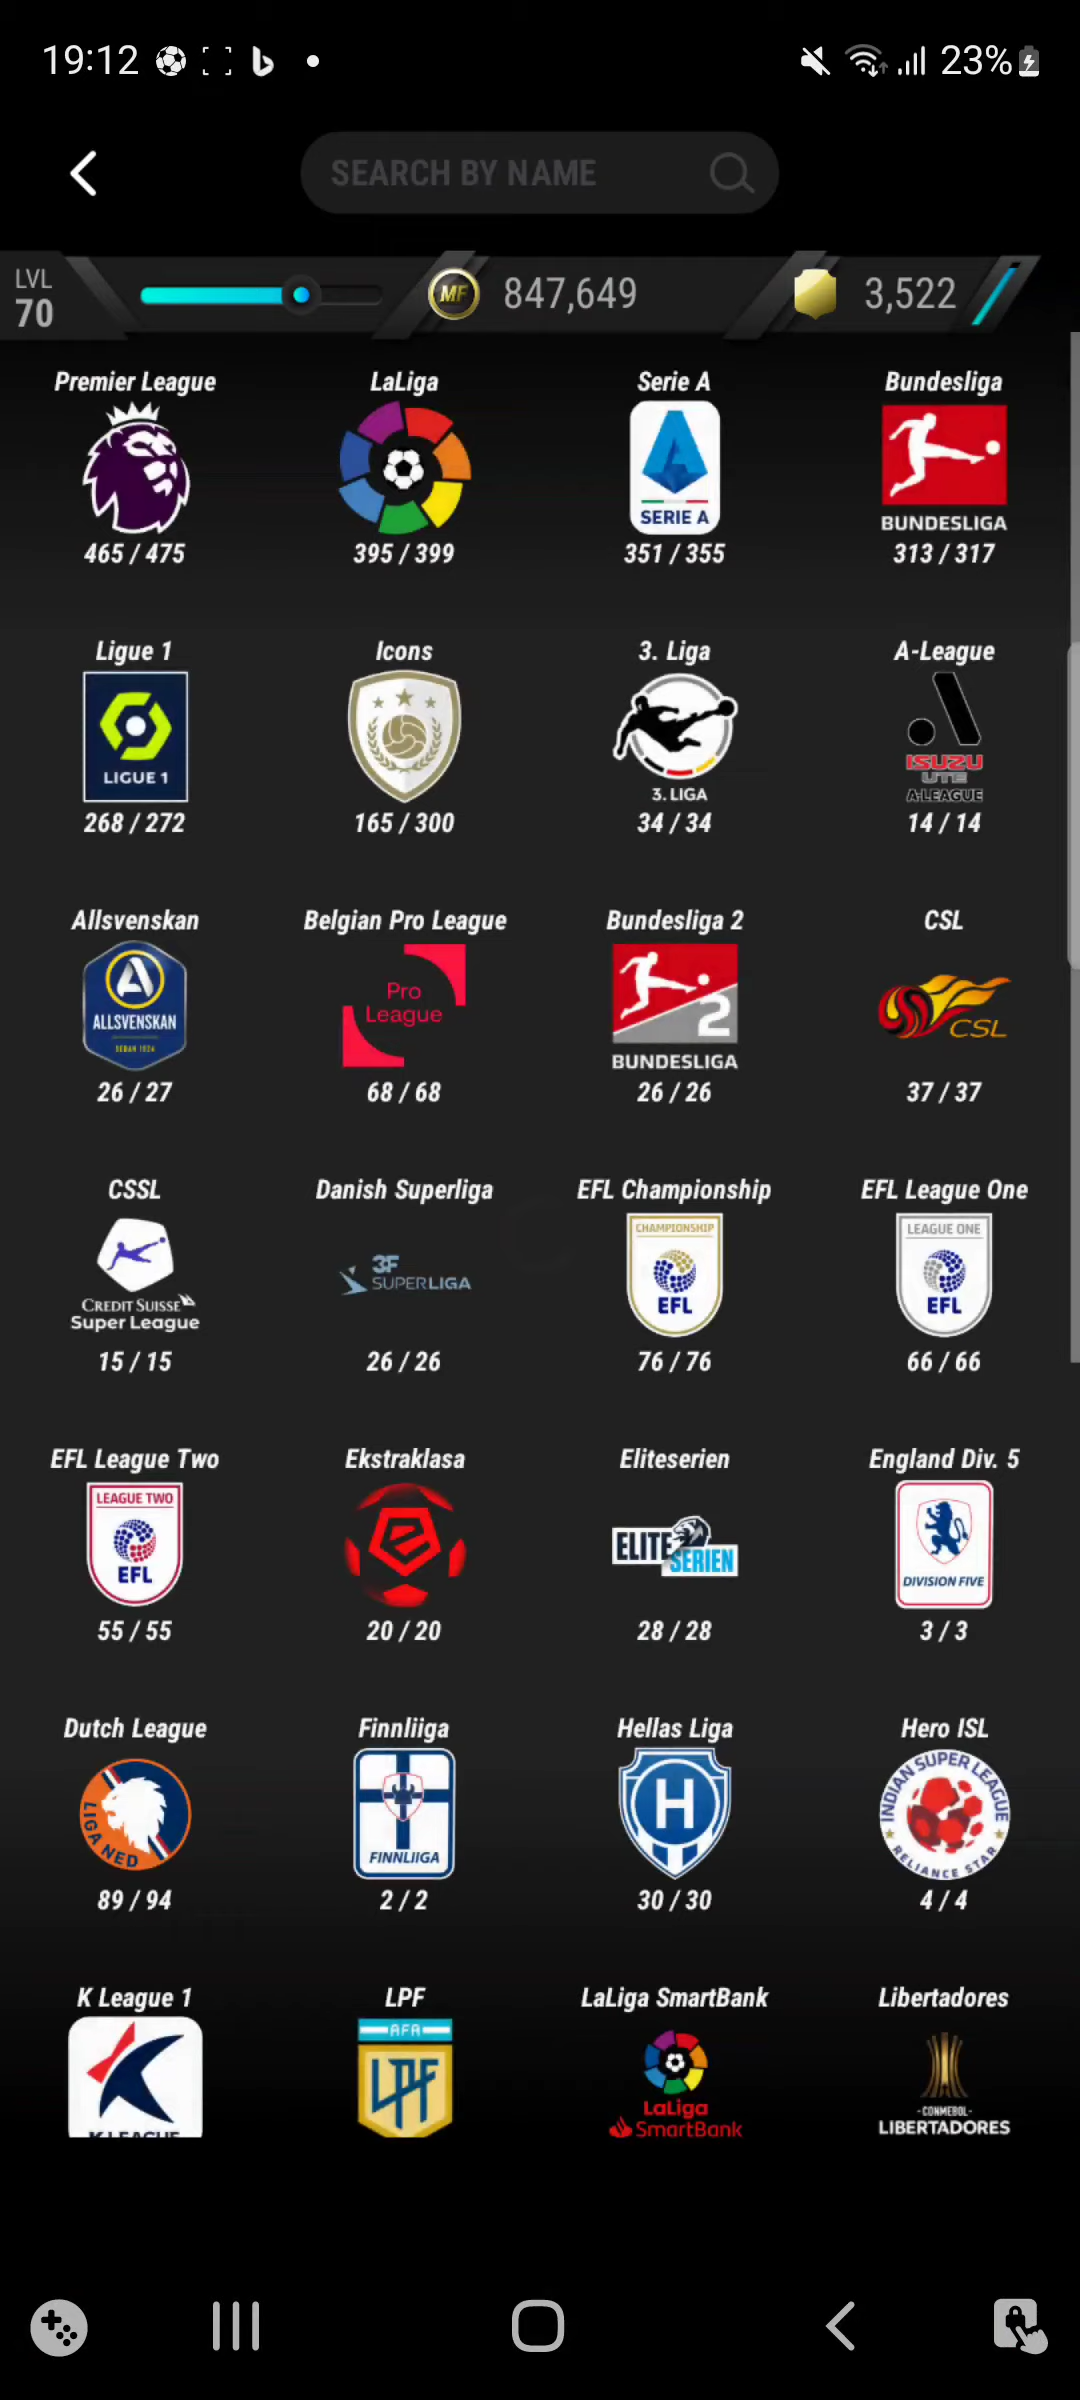 19:12 23%
SEARCH BY NAME
LVL
70
MF 847,649 3,522
Premier League LaLiga Serie A Bundesliga
SERIE A BUNDESLIGA
465 / 475 395 / 399 351 / 355 313 / 317
Ligue 1 Icons 3. Liga A-League
LIGUE 1 3. LIGA ISUZU UTE A-LEAGUE
268 / 272 165 / 300 34 / 34 14 / 14
Allsvenskan Belgian Pro League Bundesliga 2 CSL
ALLSVENSKAN SEDAN 1924 Pro League 2 BUNDESLIGA CSL
26 / 27 68 / 68 26 / 26 37 / 37
CSSL Danish Superliga EFL Championship EFL League One
CREDIT SUISSE Super League 3F SUPERLIGA CHAMPIONSHIP EFL LEAGUE ONE EFL
15 / 15 26 / 26 76 / 76 66 / 66
EFL League Two Ekstraklasa Eliteserien England Div. 5
LEAGUE TWO EFL ELITE SERIEN DIVISION FIVE
55 / 55 20 / 20 28 / 28 3 / 3
Dutch League Finnliiga Hellas Liga Hero ISL
LIGA NED FINNLIIGA H INDIAN SUPER LEAGUE RELIANCE STAR
89 / 94 2 / 2 30 / 30 4 / 4
K League 1 LPF LaLiga SmartBank Libertadores
K LEAGUE AFA LPF LaLiga SmartBank -CONMEBOL- LIBERTADORES